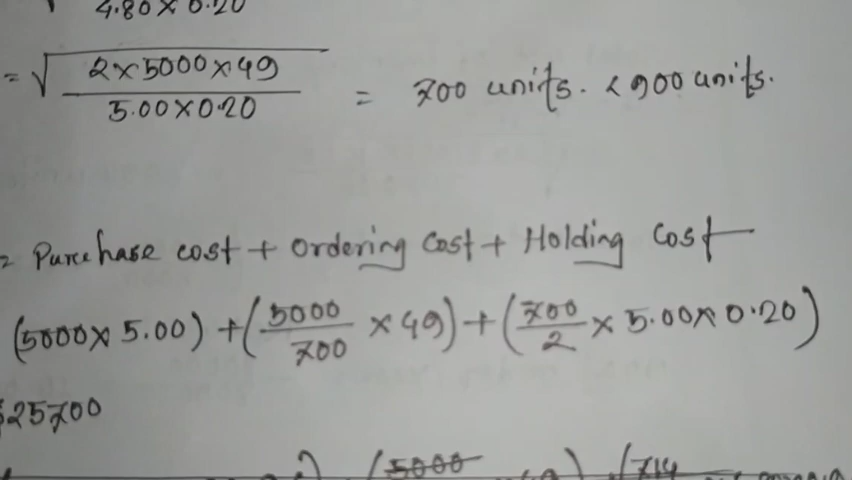 4.80 × 0.20
= √(2×5000×49 / 5.00×0.20) = 700 units. < 900 units.
= Purchase cost + Ordering Cost + Holding Cost
(5000 × 5.00) + (5000/700 × 49) + (700/2 × 5.00 × 0.20)
$25700
(5000 (714